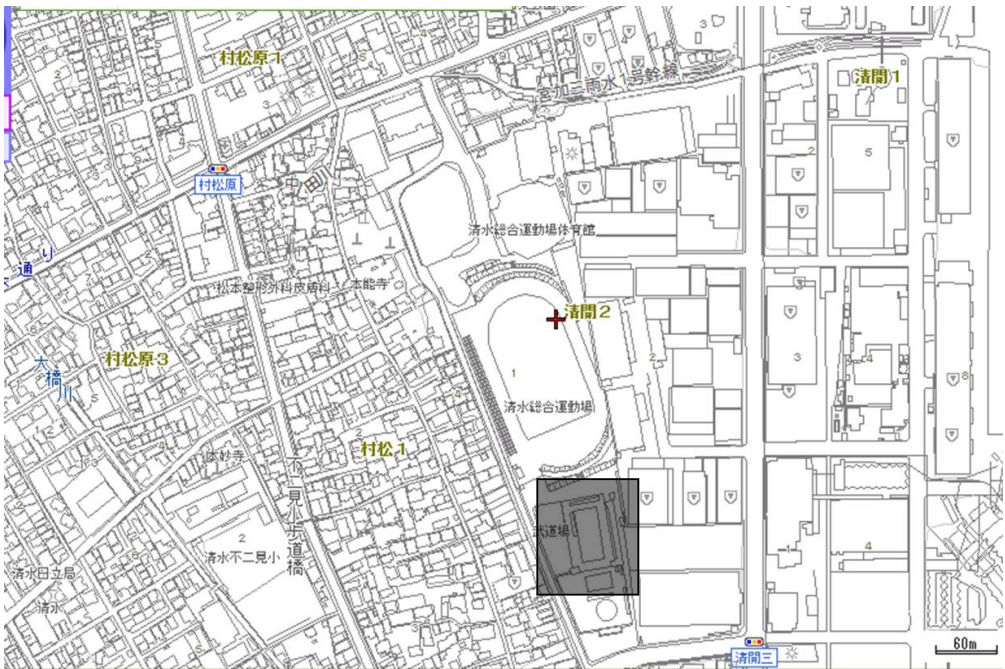 村松原1
宮加三雨水1号幹線
清開1
村松原
清水総合運動場体育館
通り
松本整形外科皮膚科
本能寺
清開2
村松原3
大橋川
清水総合運動場
村松1
本妙寺
不二見小歩道橋
武道場
清水不二見小
清水日立局
清水
清開三
60m